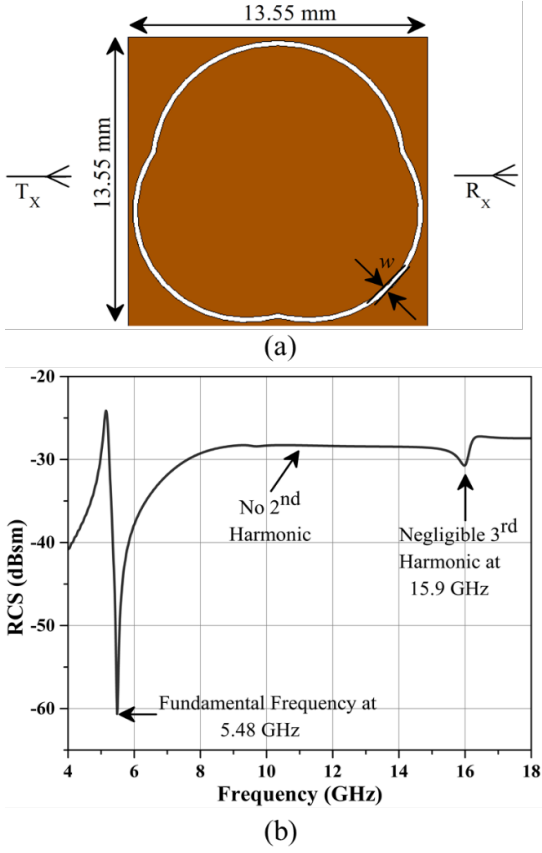 13.55 mm
13.55 mm
TX
RX
w
(a)
-20
-30
-40
-50
-60
RCS (dBsm)
No 2nd
Harmonic
Negligible 3rd
Harmonic at
15.9 GHz
Fundamental Frequency at
5.48 GHz
4 6 8 10 12 14 16 18
Frequency (GHz)
(b)